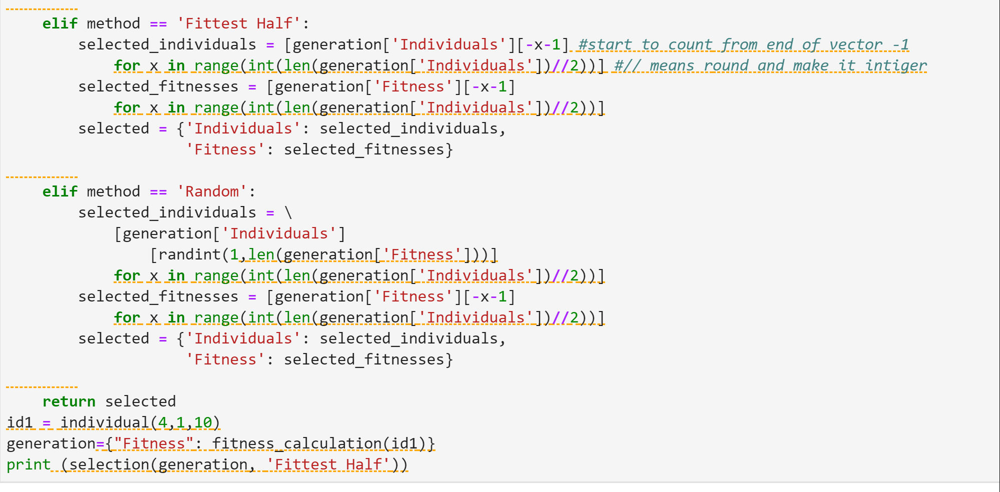 elif method == 'Fittest Half':
        selected_individuals = [generation['Individuals'][-x-1] #start to count from end of vector -1
            for x in range(int(len(generation['Individuals'])//2))] #// means round and make it intiger
        selected_fitnesses = [generation['Fitness'][-x-1]
            for x in range(int(len(generation['Individuals'])//2))]
        selected = {'Individuals': selected_individuals,
                    'Fitness': selected_fitnesses}
    elif method == 'Random':
        selected_individuals = \
            [generation['Individuals']
                [randint(1,len(generation['Fitness']))]
            for x in range(int(len(generation['Individuals'])//2))]
        selected_fitnesses = [generation['Fitness'][-x-1]
            for x in range(int(len(generation['Individuals'])//2))]
        selected = {'Individuals': selected_individuals,
                    'Fitness': selected_fitnesses}
    return selected
id1 = individual(4,1,10)
generation={"Fitness": fitness_calculation(id1)}
print (selection(generation, 'Fittest Half'))